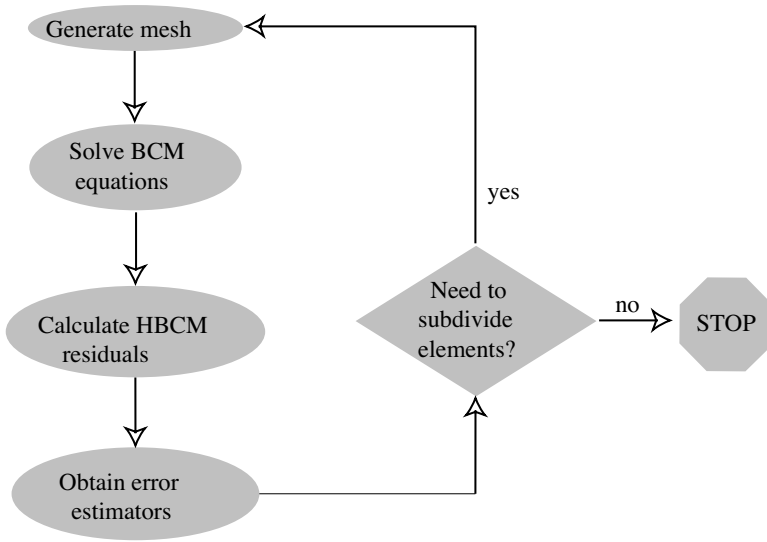 Generate mesh
Solve BCM
equations
Calculate HBCM
residuals
Obtain error
estimators
Need to
subdivide
elements?
yes
no
STOP